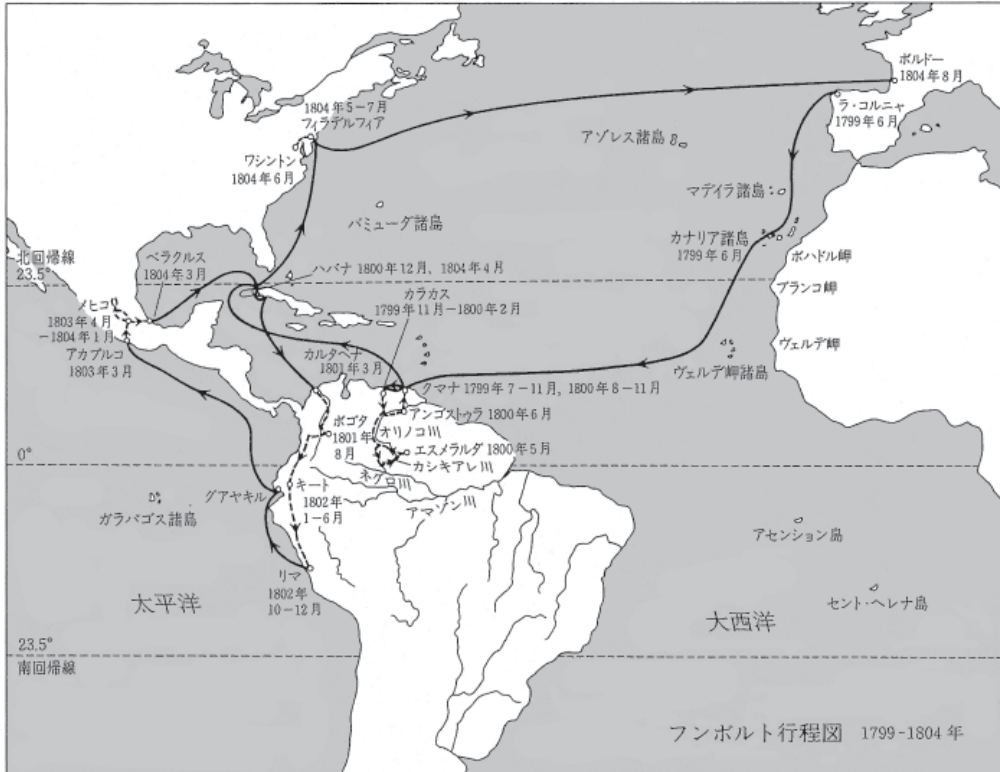 ボルドー
1804年8月
ラ・コルニャ
1799年6月
1804年5-7月
フィラデルフィア
アゾレス諸島
ワシントン
1804年6月
マデイラ諸島
バミューダ諸島
カナリア諸島
1799年6月
ボハドル岬
北回帰線
23.5°
ベラクルス
1804年3月
ハバナ 1800年12月, 1804年4月
ブランコ岬
カラカス
1799年11月-1800年2月
メヒコ
1803年4月
-1804年1月
アカプルコ
1803年3月
ヴェルデ岬
カルタヘナ
1801年3月
ヴェルデ岬諸島
クマナ 1799年7-11月, 1800年8-11月
アンゴストゥラ 1800年6月
ボゴタ
1801年
8月
オリノコ川
エスメラルダ 1800年5月
カシキアレ川
0°
ネグロ川
グアヤキル
キート
1802年
1-6月
アマゾン川
ガラパゴス諸島
アセンション島
リマ
1802年
10-12月
太平洋
セント・ヘレナ島
大西洋
23.5°
南回帰線
フンボルト行程図 1799-1804年